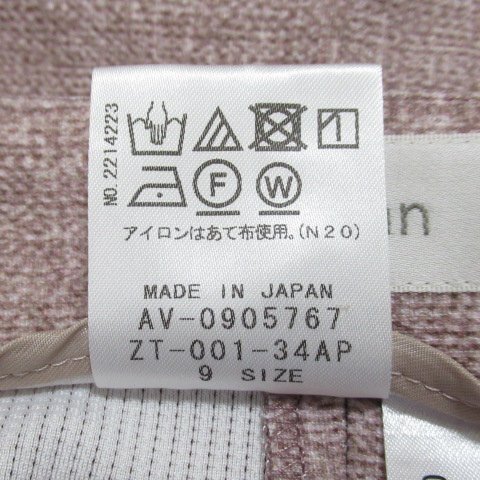 NO.2214223
F W
アイロンはあて布使用。(N20)
MADE IN JAPAN
AV-0905767
ZT-001-34AP
9 SIZE